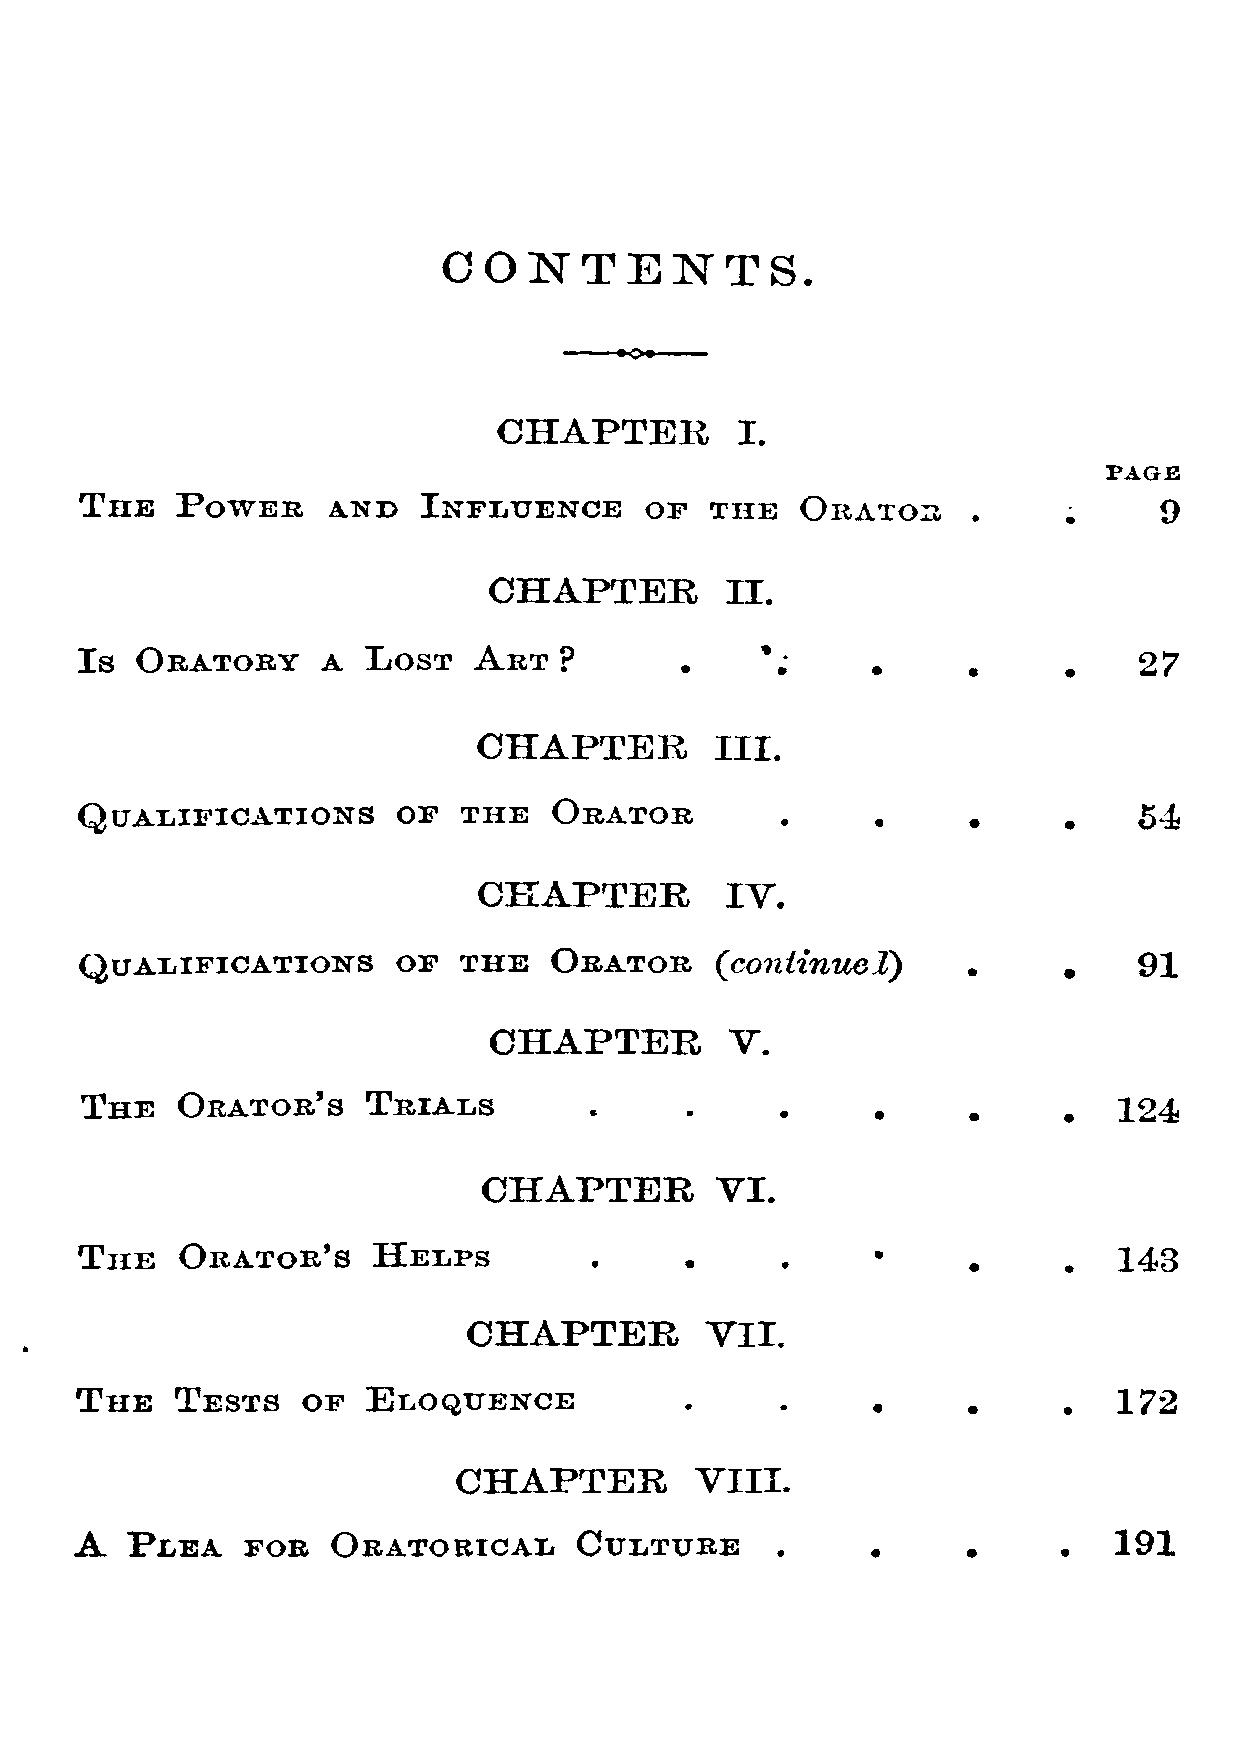 CONTENTS.
CHAPTER I.
PAGE
THE POWER AND INFLUENCE OF THE ORATOR . . 9
CHAPTER II.
IS ORATORY A LOST ART? . . . . . 27
CHAPTER III.
QUALIFICATIONS OF THE ORATOR . . . . 54
CHAPTER IV.
QUALIFICATIONS OF THE ORATOR (continued) . . 91
CHAPTER V.
THE ORATOR'S TRIALS . . . . . . 124
CHAPTER VI.
THE ORATOR'S HELPS . . . . . . 143
CHAPTER VII.
THE TESTS OF ELOQUENCE . . . . . 172
CHAPTER VIII.
A PLEA FOR ORATORICAL CULTURE . . . . 191